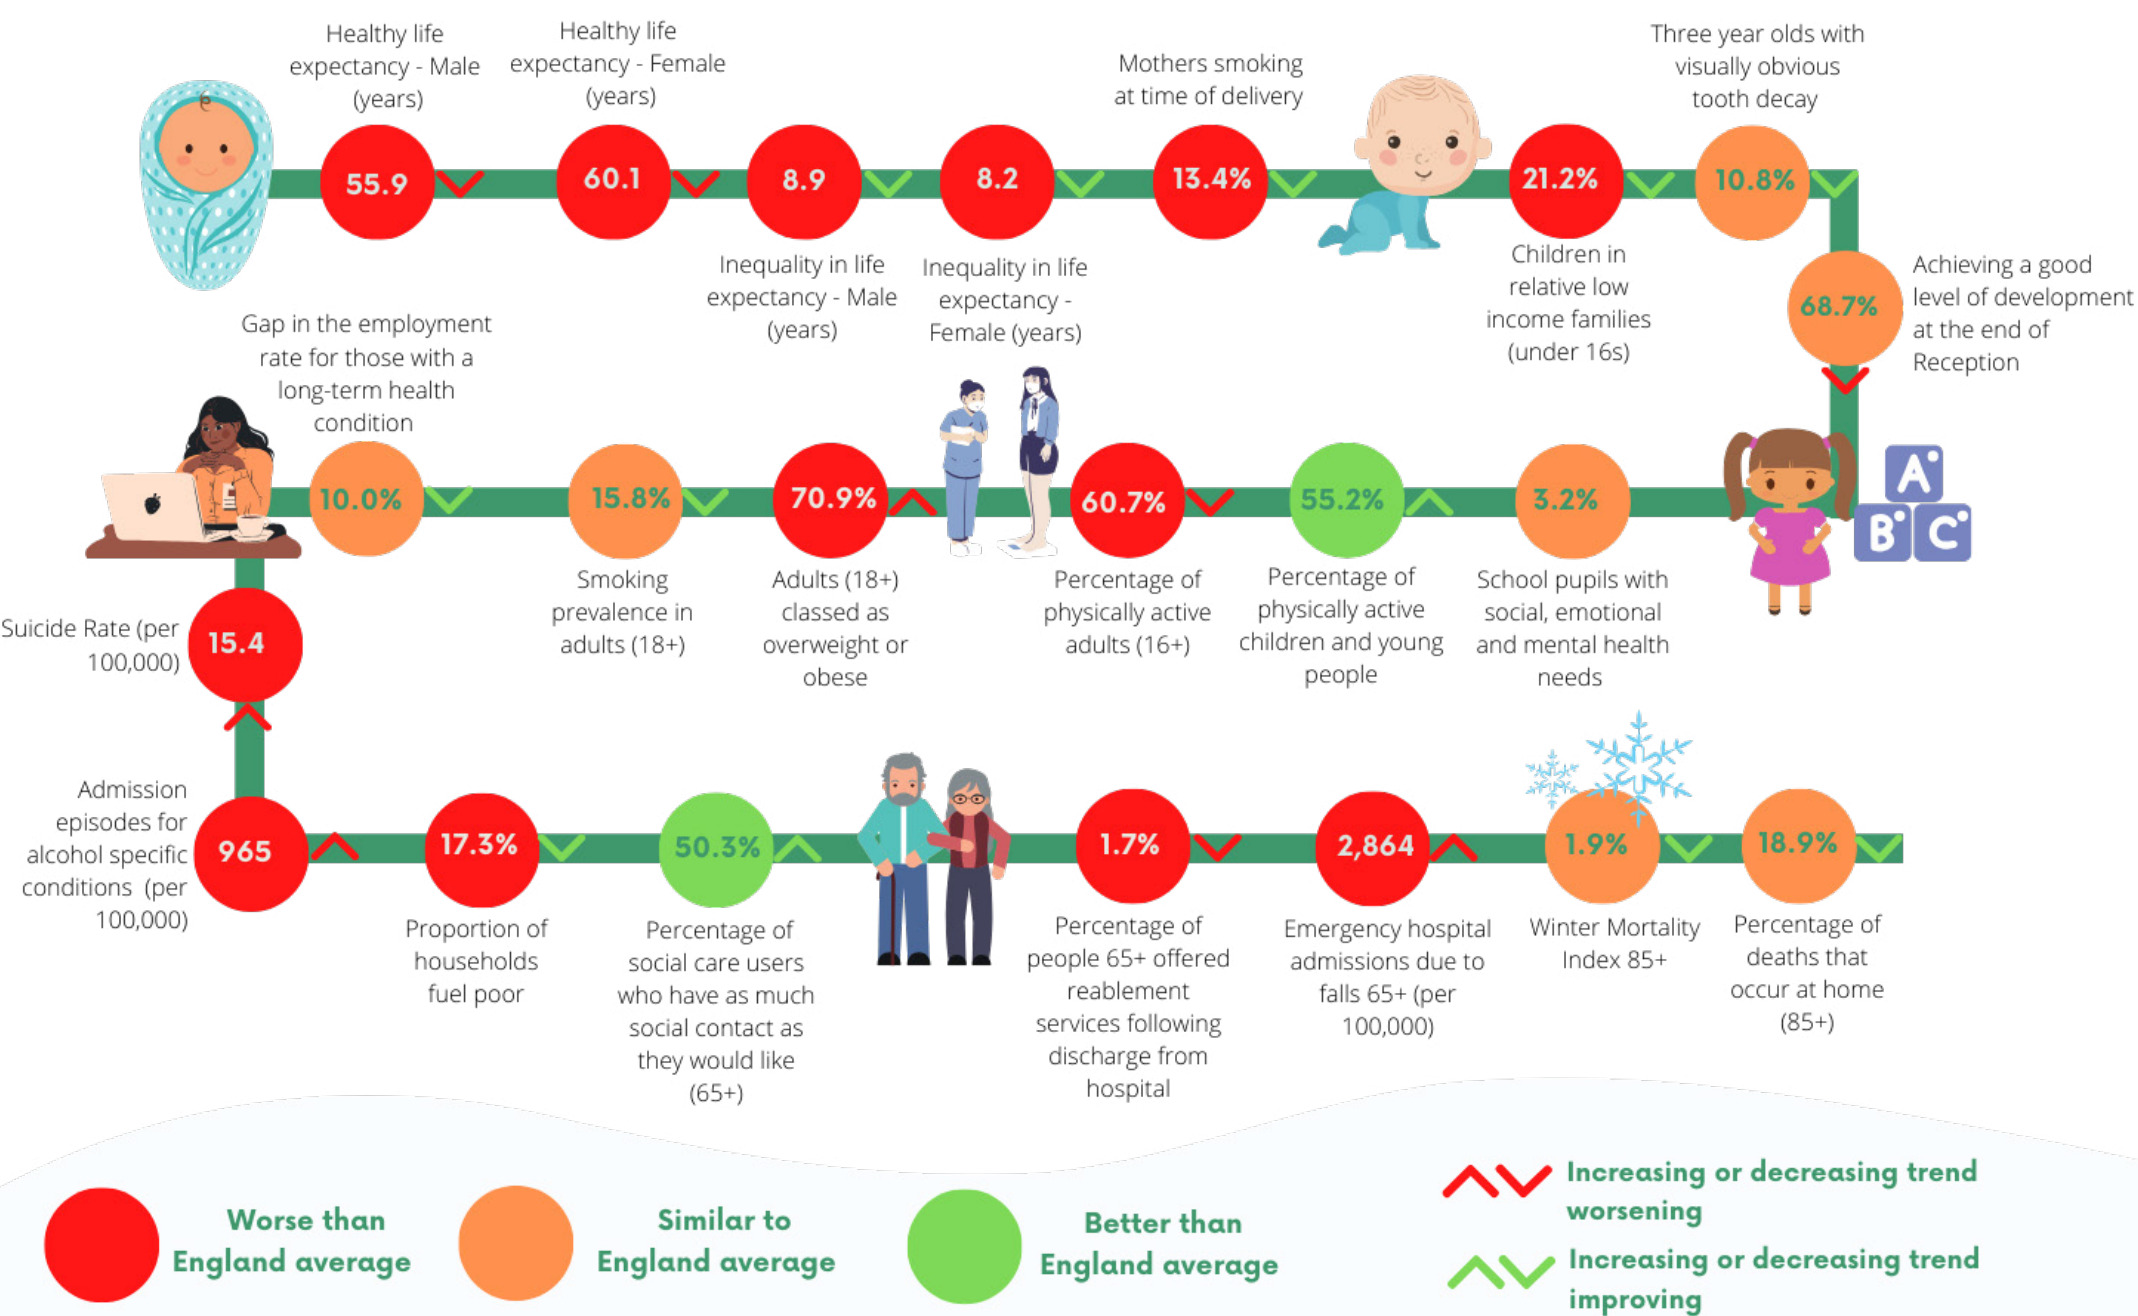 Healthy life
expectancy - Male
(years)
Healthy life
expectancy - Female
(years)
Mothers smoking
at time of delivery
Three year olds with
visually obvious
tooth decay
55.9
60.1
8.9
8.2
13.4%
21.2%
10.8%
Inequality in life
expectancy - Male
(years)
Inequality in life
expectancy -
Female (years)
Children in
relative low
income families
(under 16s)
68.7%
Achieving a good
level of development
at the end of
Reception
Gap in the employment
rate for those with a
long-term health
condition
10.0%
15.8%
70.9%
60.7%
55.2%
3.2%
A
B
C
Smoking
prevalence in
adults (18+)
Adults (18+)
classed as
overweight or
obese
Percentage of
physically active
adults (16+)
Percentage of
physically active
children and young
people
School pupils with
social, emotional
and mental health
needs
Suicide Rate (per
100,000)
15.4
Admission
episodes for
alcohol specific
conditions (per
100,000)
965
17.3%
50.3%
1.7%
2,864
1.9%
18.9%
Proportion of
households
fuel poor
Percentage of
social care users
who have as much
social contact as
they would like
(65+)
Percentage of
people 65+ offered
reablement
services following
discharge from
hospital
Emergency hospital
admissions due to
falls 65+ (per
100,000)
Winter Mortality
Index 85+
Percentage of
deaths that
occur at home
(85+)
Worse than
England average
Similar to
England average
Better than
England average
Increasing or decreasing trend
worsening
Increasing or decreasing trend
improving